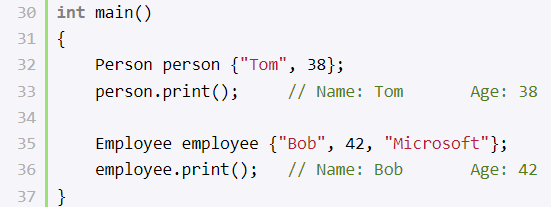 30 int main()
31 {
32     Person person {"Tom", 38};
33     person.print();     // Name: Tom       Age: 38
34
35     Employee employee {"Bob", 42, "Microsoft"};
36     employee.print();   // Name: Bob       Age: 42
37 }